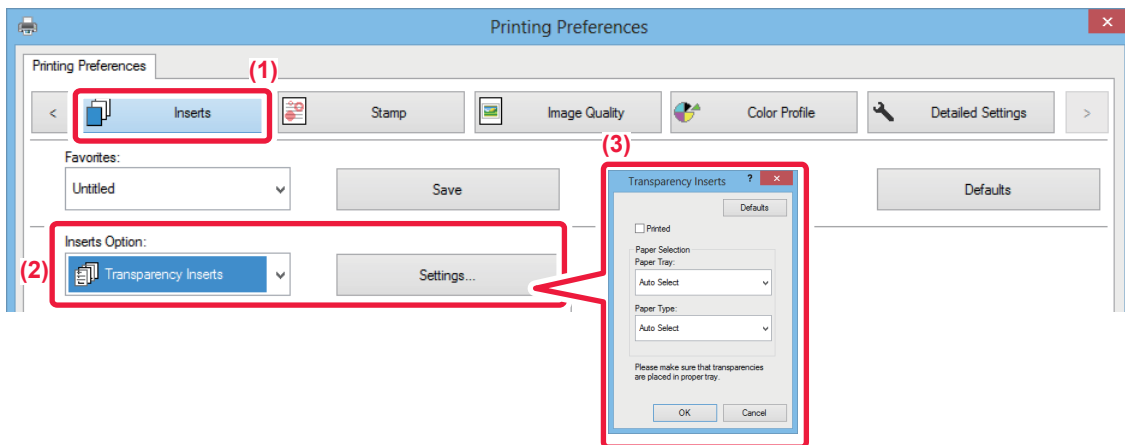 Printing Preferences
Printing Preferences
(1)
<
Inserts
Stamp
Image Quality
Color Profile
Detailed Settings
>
(3)
Favorites:
Untitled
Save
Defaults
(2)
Inserts Option:
Transparency Inserts
Settings...
Transparency Inserts
?
Defaults
Printed
Paper Selection
Paper Tray:
Auto Select
Paper Type:
Auto Select
Please make sure that transparencies
are placed in proper tray.
OK
Cancel